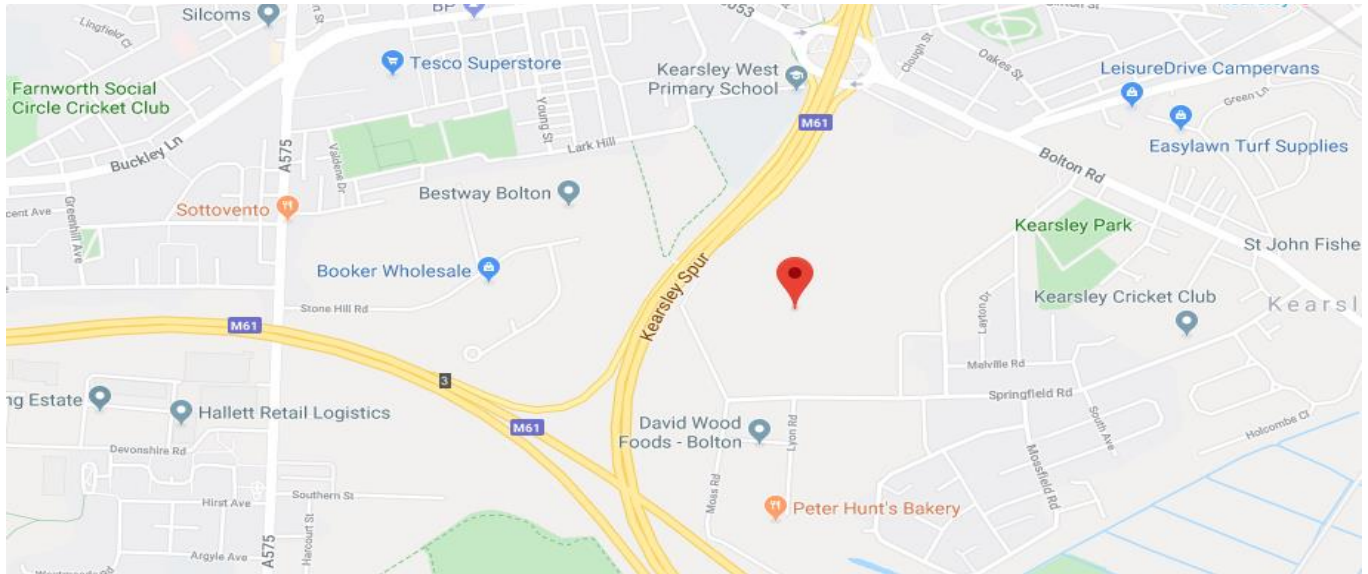 Silcoms
Lingfield Cl
BP
Tesco Superstore
Farnworth Social
Circle Cricket Club
Buckley Ln
A575
Valdene Dr
Young St
Lark Hill
Kearsley West
Primary School
M61
Clough St
Oakes St
LeisureDrive Campervans
Green Ln
Easylawn Turf Supplies
Bolton Rd
Bestway Bolton
Sottovento
Greenhill Ave
Booker Wholesale
Stone Hill Rd
Kearsley Spur
Kearsley Park
St John Fishe
Kearsley Cricket Club
Kearsl
Layton Dr
M61
3
Melville Rd
Springfield Rd
South Ave
Mossfield Rd
Holcombe Cl
ng Estate
Hallett Retail Logistics
M61
David Wood
Foods - Bolton
Lyon Rd
Moss Rd
Devonshire Rd
Hirst Ave
Southern St
Harcourt St
Argyle Ave
A575
Peter Hunt's Bakery